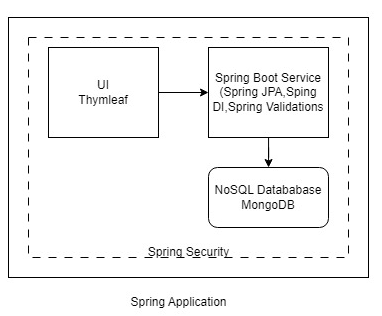 UI
Thymleaf
Spring Boot Service
(Spring JPA,Sping
DI,Spring Validations
NoSQL Datababase
MongoDB
Spring Security
Spring Application